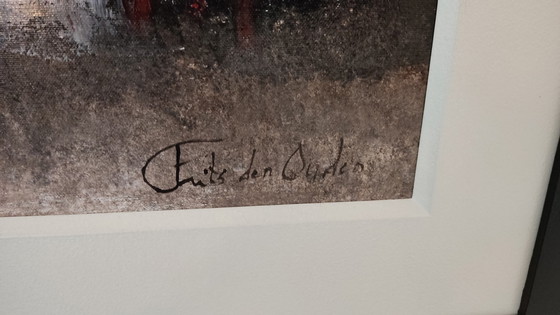 Frits den Ouden